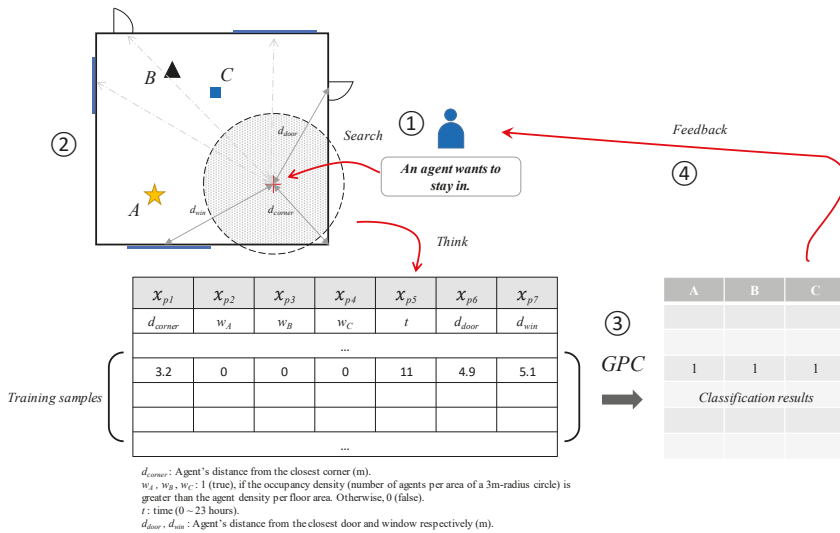 B
C
A
②
d_door
d_win
d_corner
Search
①
An agent wants to
stay in.
Feedback
④
Think
x_p1 x_p2 x_p3 x_p4 x_p5 x_p6 x_p7
d_corner w_A w_B w_C t d_door d_win
...
3.2 0 0 0 11 4.9 5.1
...
Training samples
③
GPC
A B C
1 1 1
Classification results
d_corner : Agent's distance from the closest corner (m).
w_A , w_B , w_C : 1 (true), if the occupancy density (number of agents per area of a 3m-radius circle) is
greater than the agent density per floor area. Otherwise, 0 (false).
t : time (0 ~ 23 hours).
d_door , d_win : Agent's distance from the closest door and window respectively (m).